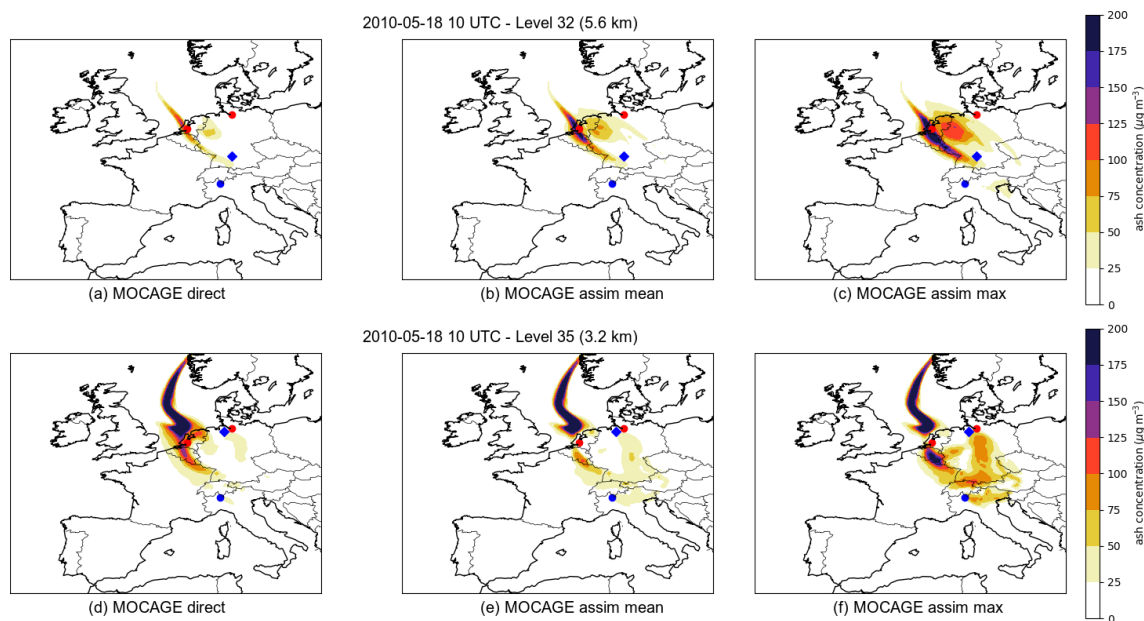 2010-05-18 10 UTC - Level 32 (5.6 km)
200
175
150
125
100
75
50
25
0
ash concentration (μg m⁻³)
(a) MOCAGE direct
(b) MOCAGE assim mean
(c) MOCAGE assim max
2010-05-18 10 UTC - Level 35 (3.2 km)
200
175
150
125
100
75
50
25
0
ash concentration (μg m⁻³)
(d) MOCAGE direct
(e) MOCAGE assim mean
(f) MOCAGE assim max